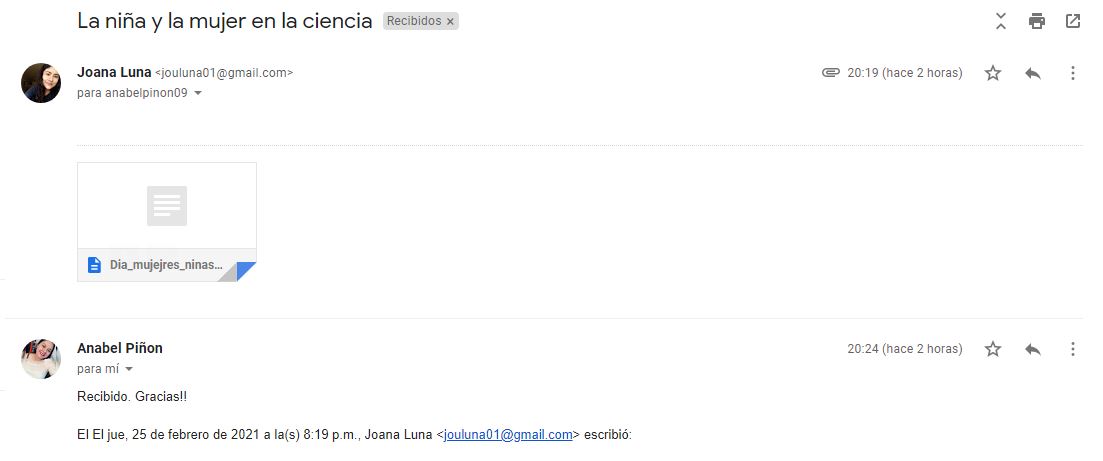 La niña y la mujer en la ciencia Recibidos ×
Joana Luna <jouluna01@gmail.com> 20:19 (hace 2 horas)
para anabelpinon09
Dia_mujejres_ninas...
Anabel Piñon 20:24 (hace 2 horas)
para mí
Recibido. Gracias!!
El El jue, 25 de febrero de 2021 a la(s) 8:19 p.m., Joana Luna <jouluna01@gmail.com> escribió: